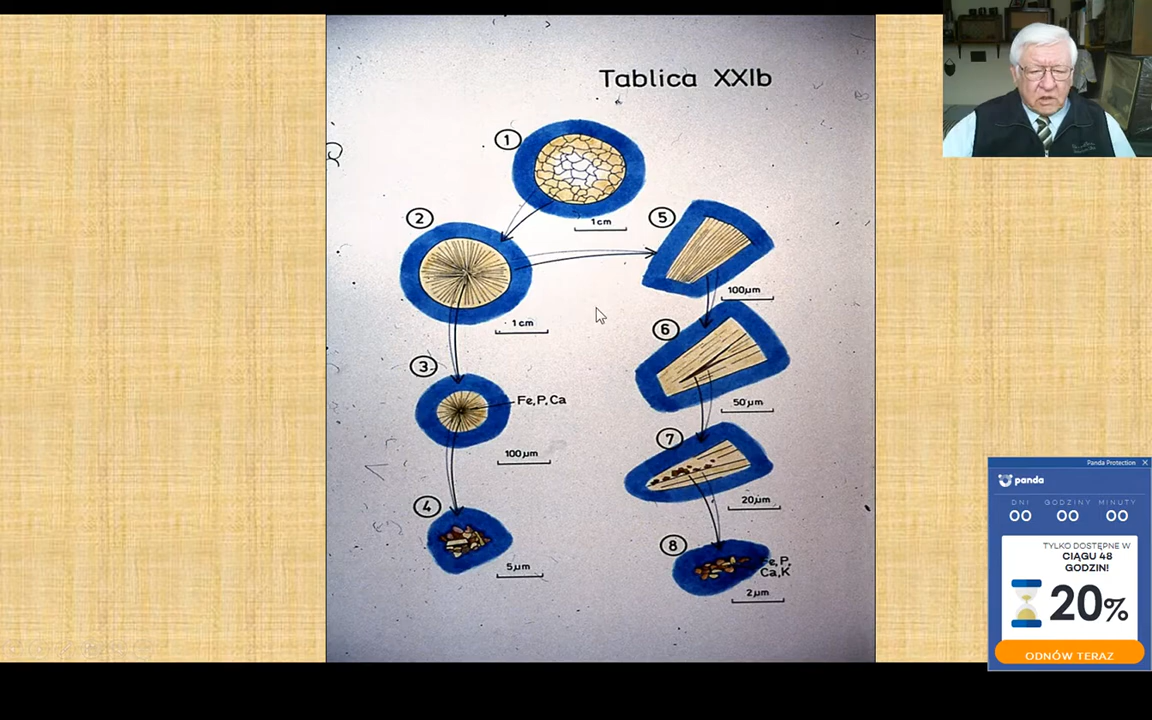 Tablica XXIb
1
1cm
2
1 cm
3
Fe,P,Ca
100µm
4
5µm
5
100µm
6
50µm
7
20µm
8
Fe,P,
Ca,K
2µm
Panda Protection
panda
DNI GODZINY MINUTY
00 00 00
TYLKO DOSTĘPNE W
CIĄGU 48
GODZIN!
20%
ODNÓW TERAZ